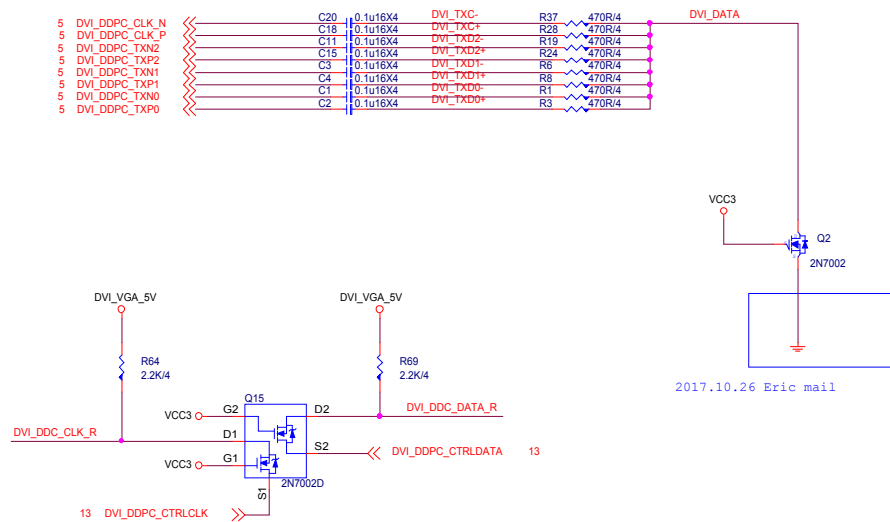 5 DVI_DDPC_CLK_N C20 0.1u16X4 DVI_TXC- R37 470R/4 DVI_DATA
5 DVI_DDPC_CLK_P C18 0.1u16X4 DVI_TXC+ R28 470R/4
5 DVI_DDPC_TXN2 C11 0.1u16X4 DVI_TXD2- R19 470R/4
5 DVI_DDPC_TXP2 C15 0.1u16X4 DVI_TXD2+ R24 470R/4
5 DVI_DDPC_TXN1 C3 0.1u16X4 DVI_TXD1- R6 470R/4
5 DVI_DDPC_TXP1 C4 0.1u16X4 DVI_TXD1+ R8 470R/4
5 DVI_DDPC_TXN0 C1 0.1u16X4 DVI_TXD0- R1 470R/4
5 DVI_DDPC_TXP0 C2 0.1u16X4 DVI_TXD0+ R3 470R/4
VCC3
Q2
2N7002
2017.10.26 Eric mail
DVI_VGA_5V DVI_VGA_5V
R64 R69
2.2K/4 2.2K/4
Q15
VCC3 G2 D2 DVI_DDC_DATA_R
DVI_DDC_CLK_R D1
S2 DVI_DDPC_CTRLDATA 13
VCC3 G1
2N7002D
S1
13 DVI_DDPC_CTRLCLK